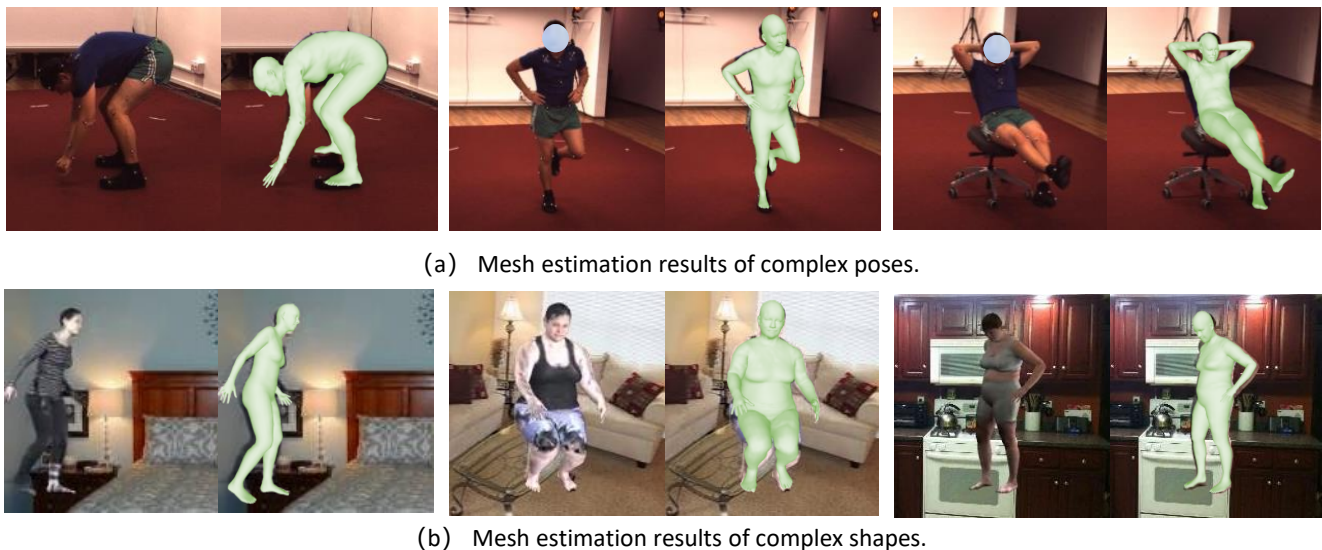 (a) Mesh estimation results of complex poses.
(b) Mesh estimation results of complex shapes.